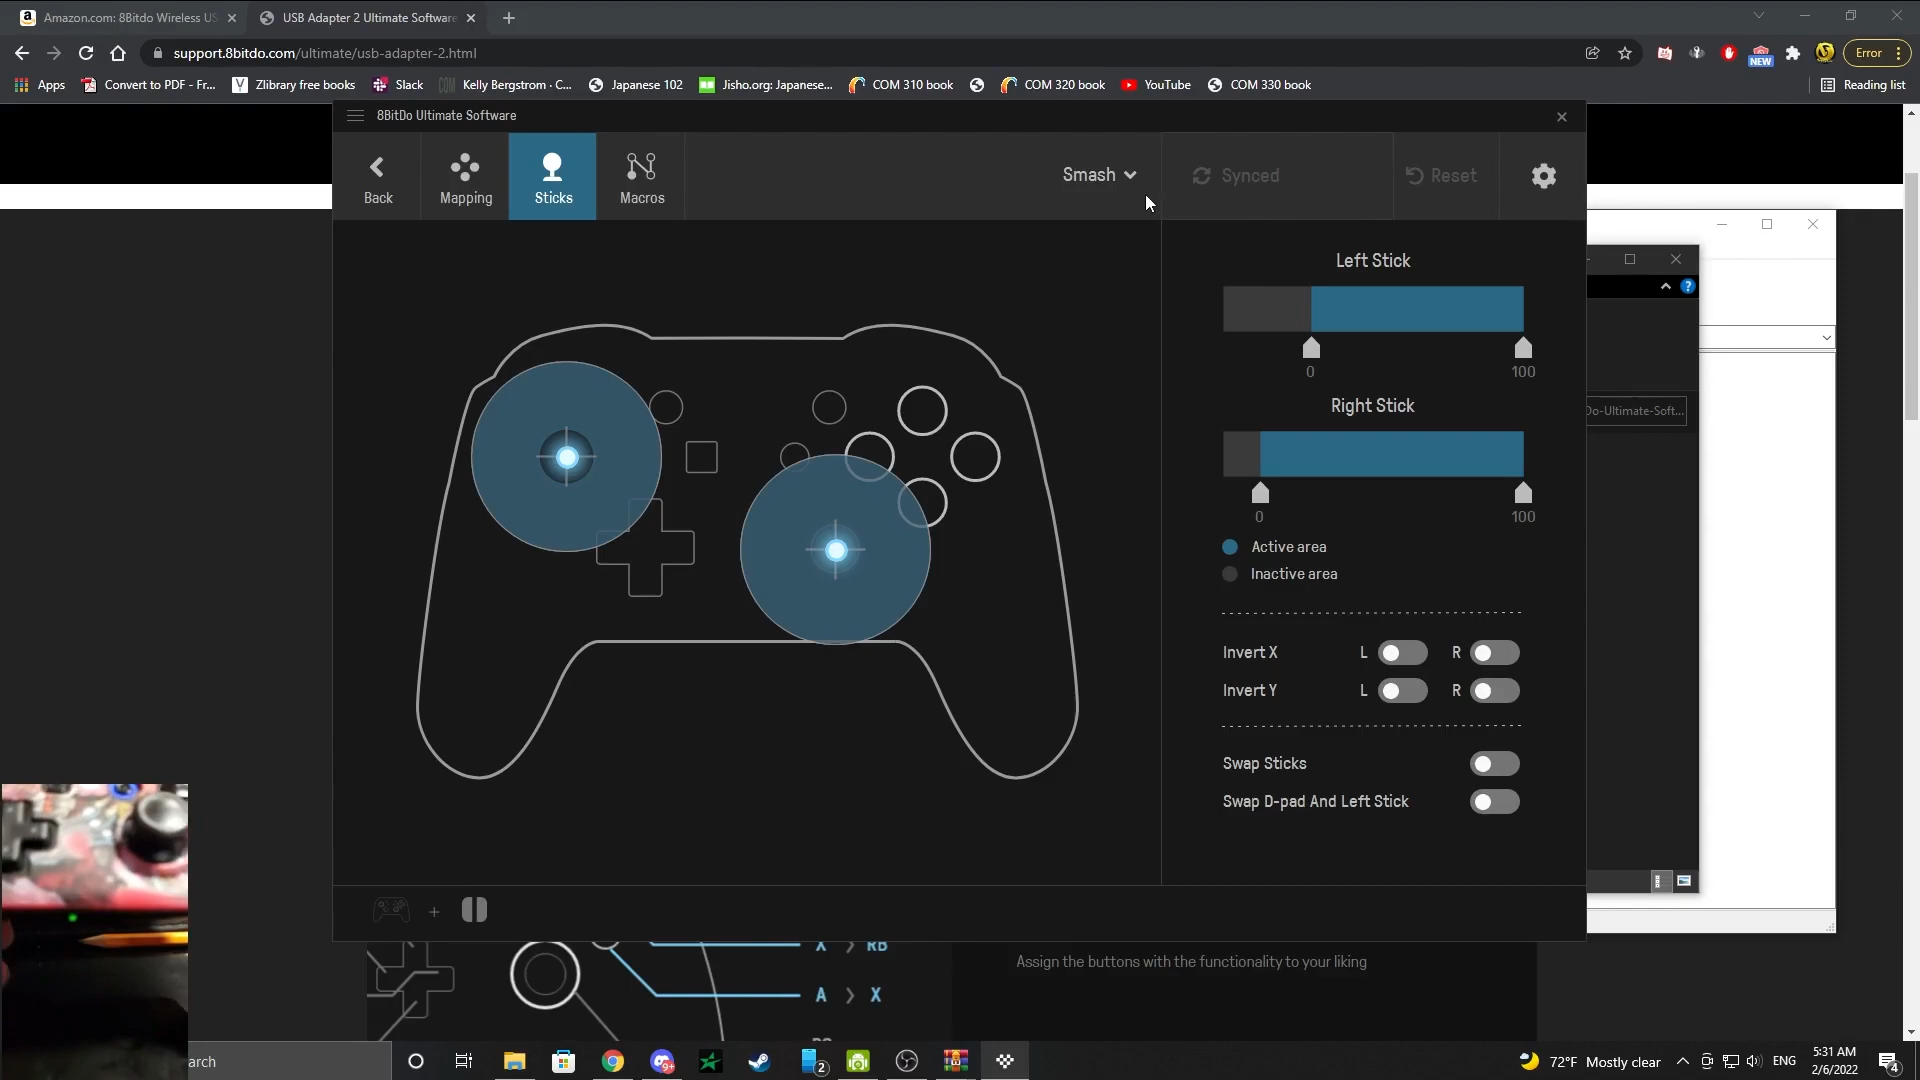 Amazon.com: 8Bitdo Wireless US
USB Adapter 2 Ultimate Software
support.8bitdo.com/ultimate/usb-adapter-2.html
NEW
Error
Apps
Convert to PDF - Fr...
Zlibrary free books
Slack
Kelly Bergstrom · C...
Japanese 102
Jisho.org: Japanese...
COM 310 book
COM 320 book
YouTube
COM 330 book
Reading list
8BitDo Ultimate Software
Back
Mapping
Sticks
Macros
Smash
Synced
Reset
Left Stick
0
100
Right Stick
0
100
Active area
Inactive area
Invert X
L
R
Invert Y
L
R
Swap Sticks
Swap D-pad And Left Stick
Do-Ultimate-Soft...
X > RB
A > X
Assign the buttons with the functionality to your liking
arch
9+
2
72°F Mostly clear
ENG
5:31 AM
2/6/2022
4